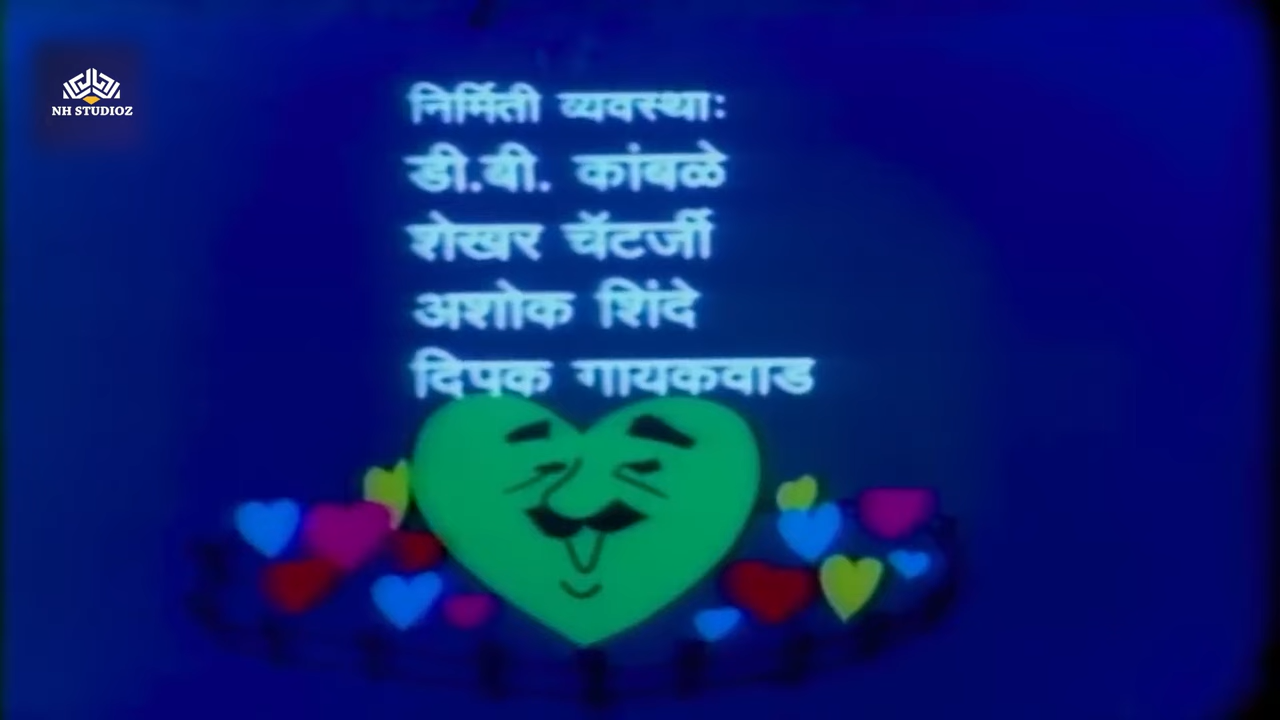 NH STUDIOZ
निर्मिती व्यवस्थाः
डी.बी. कांबळे
शेखर चॅटर्जी
अशोक शिंदे
दिपक गायकवाड